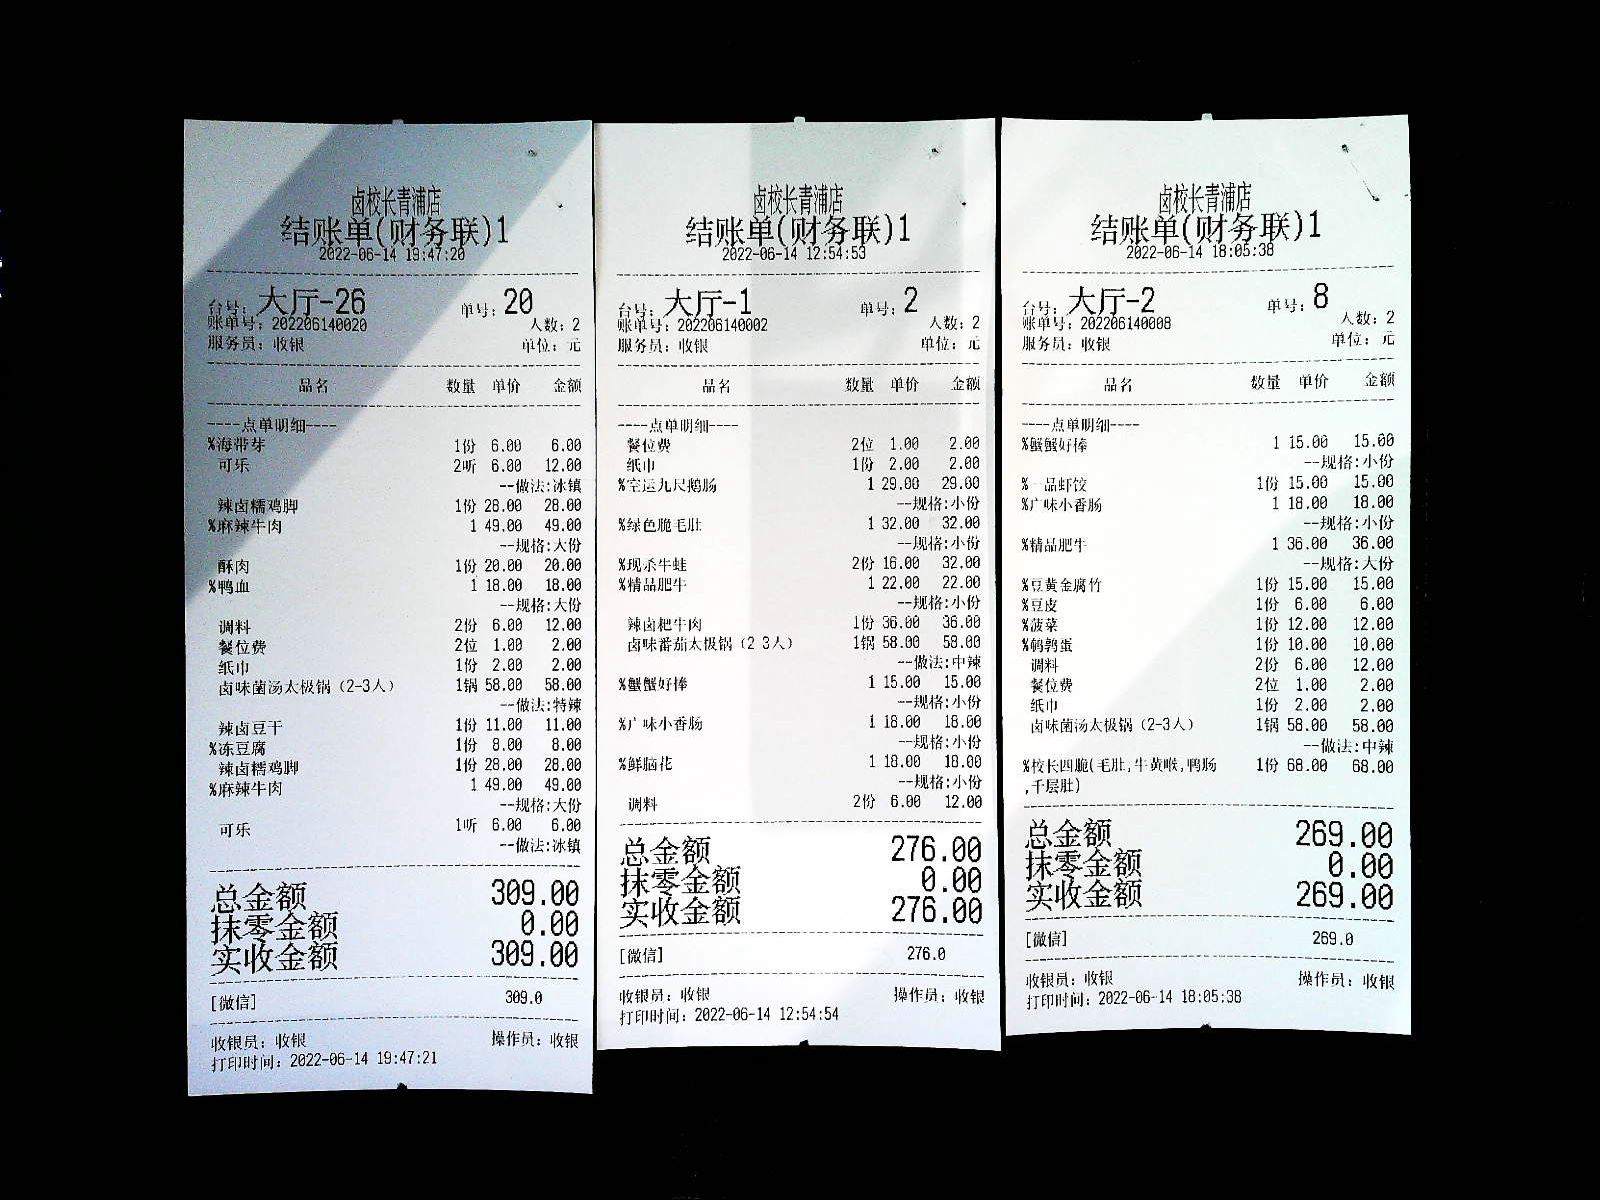 卤校长青浦店
结账单(财务联)1
2022-06-14 19:47:20
台号: 大厅-26 单号: 20
账单号: 202206140020 人数: 2
服务员: 收银 单位: 元
品名 数量 单价 金额
----点单明细----
%海带芽 1份 6.00 6.00
可乐 2听 6.00 12.00
--做法:冰镇
辣卤糯鸡脚 1份 28.00 28.00
%麻辣牛肉 1 49.00 49.00
--规格:大份
酥肉 1份 20.00 20.00
%鸭血 1 18.00 18.00
--规格:大份
调料 2份 6.00 12.00
餐位费 2位 1.00 2.00
纸巾 1份 2.00 2.00
卤味菌汤太极锅（2-3人） 1锅 58.00 58.00
--做法:特辣
辣卤豆干 1份 11.00 11.00
%冻豆腐 1份 8.00 8.00
辣卤糯鸡脚 1份 28.00 28.00
%麻辣牛肉 1 49.00 49.00
--规格:大份
可乐 1听 6.00 6.00
--做法:冰镇
总金额 309.00
抹零金额 0.00
实收金额 309.00
[微信] 309.0
收银员: 收银 操作员: 收银
打印时间: 2022-06-14 19:47:21
卤校长青浦店
结账单(财务联)1
2022-06-14 12:54:53
台号: 大厅-1 单号: 2
账单号: 202206140002 人数: 2
服务员: 收银 单位: 元
品名 数量 单价 金额
----点单明细----
餐位费 2位 1.00 2.00
纸巾 1份 2.00 2.00
%空运九尺鹅肠 1 29.00 29.00
--规格:小份
%绿色脆毛肚 1 32.00 32.00
--规格:小份
%现杀牛蛙 2份 16.00 32.00
%精品肥牛 1 22.00 22.00
--规格:小份
辣卤粑牛肉 1份 36.00 36.00
卤味番茄太极锅（2-3人） 1锅 58.00 58.00
--做法:中辣
%蟹蟹好棒 1 15.00 15.00
--规格:小份
%广味小香肠 1 18.00 18.00
--规格:小份
%鲜脑花 1 18.00 18.00
--规格:小份
调料 2份 6.00 12.00
总金额 276.00
抹零金额 0.00
实收金额 276.00
[微信] 276.0
收银员: 收银 操作员: 收银
打印时间: 2022-06-14 12:54:54
卤校长青浦店
结账单(财务联)1
2022-06-14 18:05:38
台号: 大厅-2 单号: 8
账单号: 202206140008 人数: 2
服务员: 收银 单位: 元
品名 数量 单价 金额
----点单明细----
%蟹蟹好棒 1 15.00 15.00
--规格:小份
%一品虾饺 1份 15.00 15.00
%广味小香肠 1 18.00 18.00
--规格:小份
%精品肥牛 1 36.00 36.00
--规格:大份
%豆黄金腐竹 1份 15.00 15.00
%豆皮 1份 6.00 6.00
%菠菜 1份 12.00 12.00
%鹌鹑蛋 1份 10.00 10.00
调料 2份 6.00 12.00
餐位费 2位 1.00 2.00
纸巾 1份 2.00 2.00
卤味菌汤太极锅（2-3人） 1锅 58.00 58.00
--做法:中辣
%校长四脆(毛肚,牛黄喉,鸭肠 1份 68.00 68.00
,千层肚)
总金额 269.00
抹零金额 0.00
实收金额 269.00
[微信] 269.0
收银员: 收银 操作员: 收银
打印时间: 2022-06-14 18:05:38